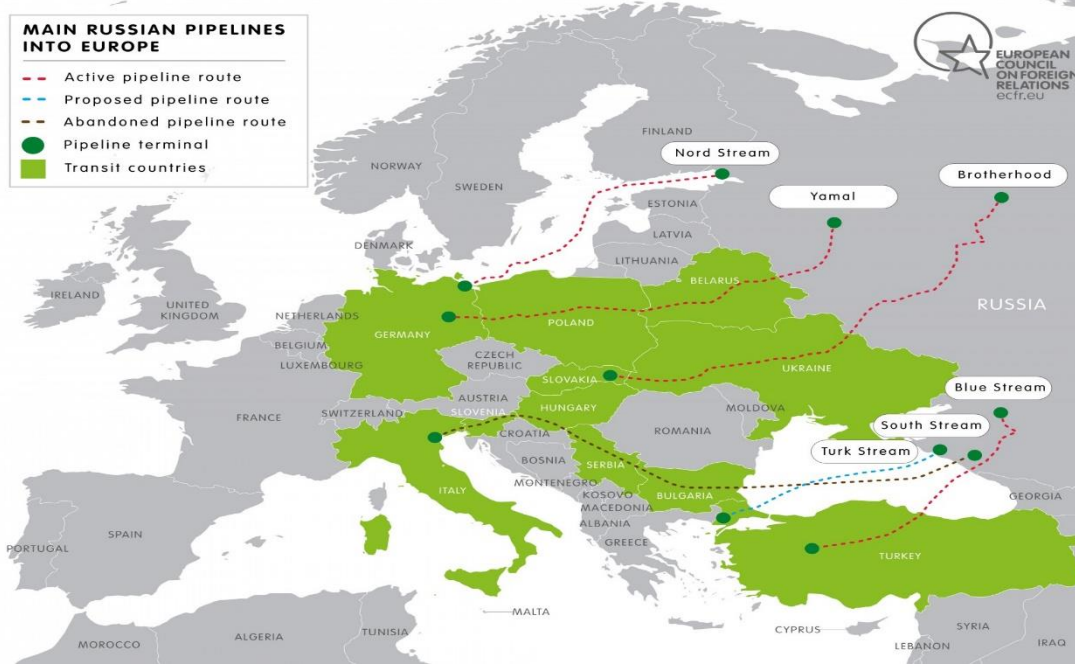 MAIN RUSSIAN PIPELINES
INTO EUROPE
Active pipeline route
Proposed pipeline route
Abandoned pipeline route
Pipeline terminal
Transit countries
EUROPEAN
COUNCIL
ON FOREIGN
RELATIONS
ecfr.eu
FINLAND
NORWAY
SWEDEN
Nord Stream
Yamal
Brotherhood
ESTONIA
LATVIA
LITHUANIA
DENMARK
BELARUS
IRELAND
UNITED
KINGDOM
NETHERLANDS
GERMANY
POLAND
RUSSIA
BELGIUM
LUXEMBOURG
CZECH
REPUBLIC
SLOVAKIA
UKRAINE
FRANCE
SWITZERLAND
AUSTRIA
SLOVENIA
HUNGARY
MOLDOVA
Blue Stream
South Stream
Turk Stream
CROATIA
ROMANIA
BOSNIA
SERBIA
MONTENEGRO
ITALY
KOSOVO
BULGARIA
MACEDONIA
GEORGIA
ALBANIA
GREECE
PORTUGAL
SPAIN
TURKEY
MALTA
CYPRUS
SYRIA
LEBANON
IRAQ
MOROCCO
ALGERIA
TUNISIA